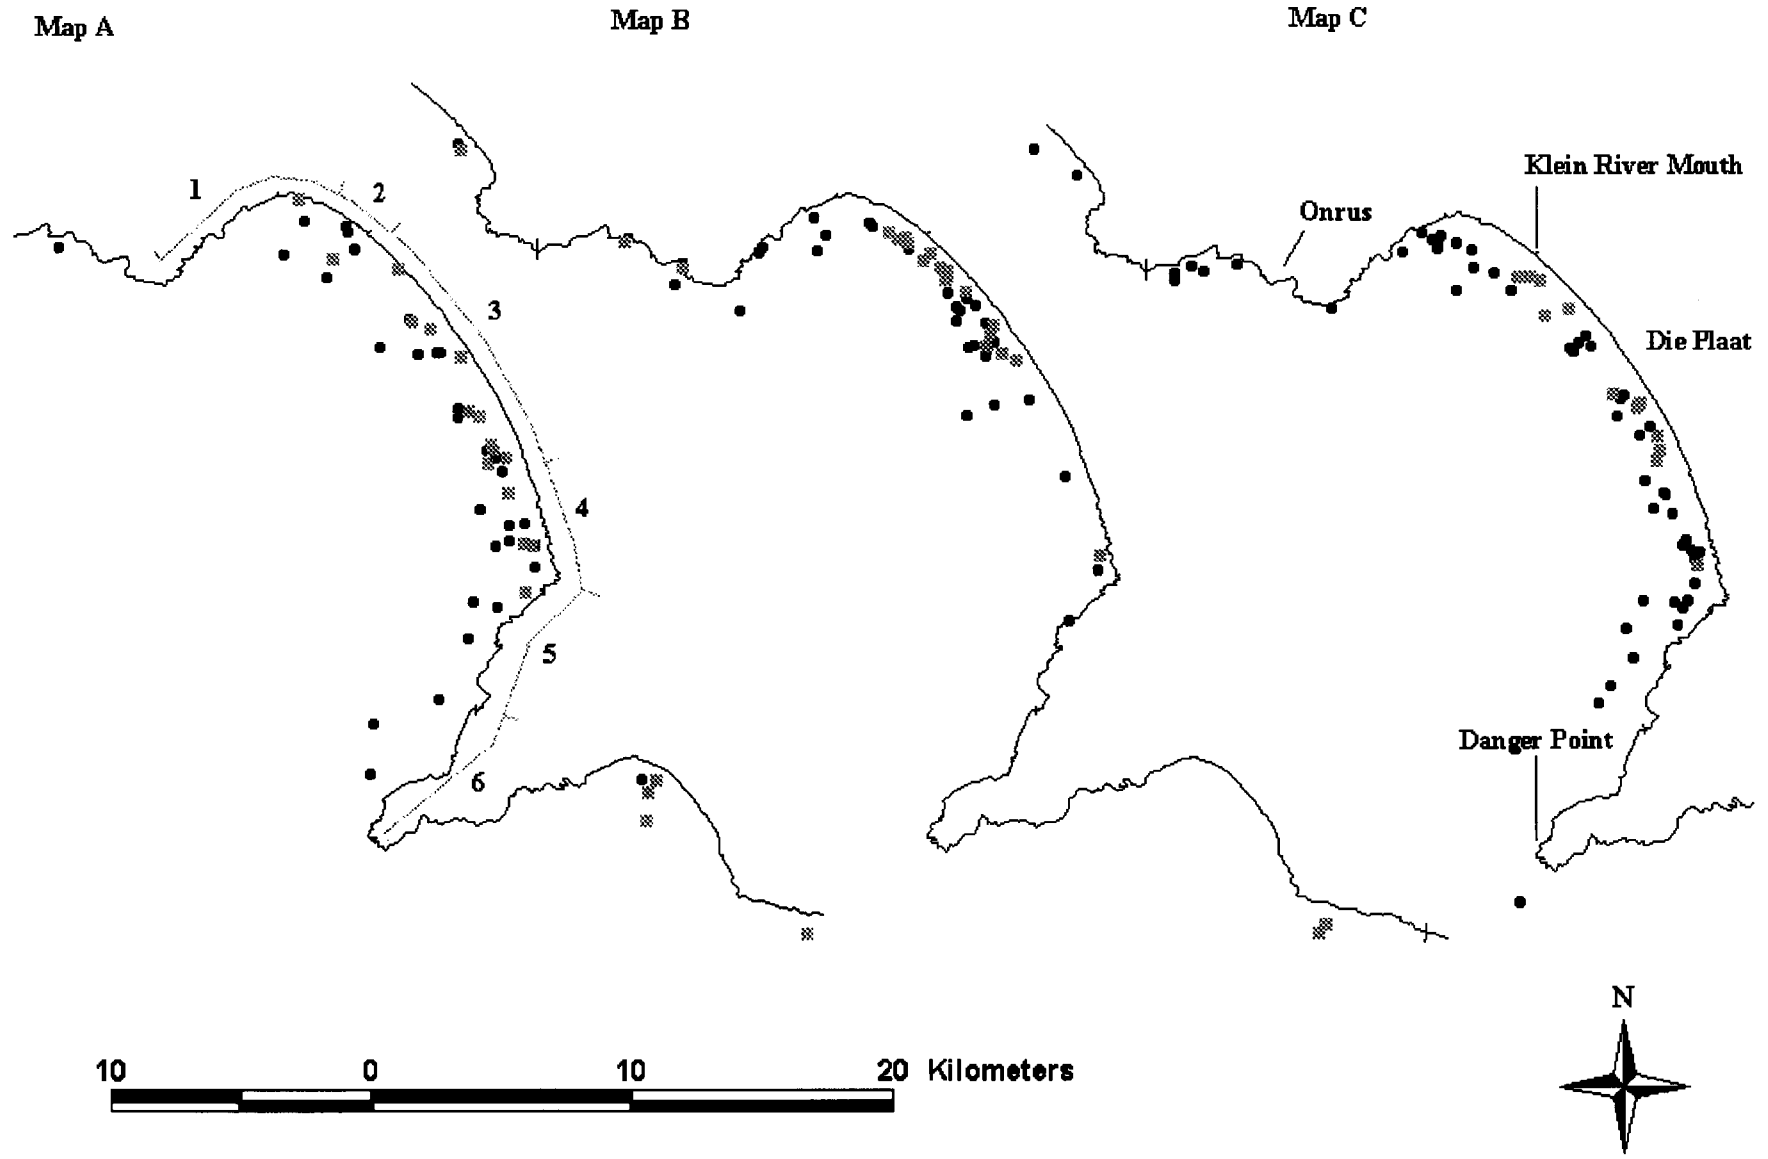 Map A
Map B
Map C
1
2
3
4
5
6
Klein River Mouth
Onrus
Die Plaat
Danger Point
N
10 0 10 20 Kilometers